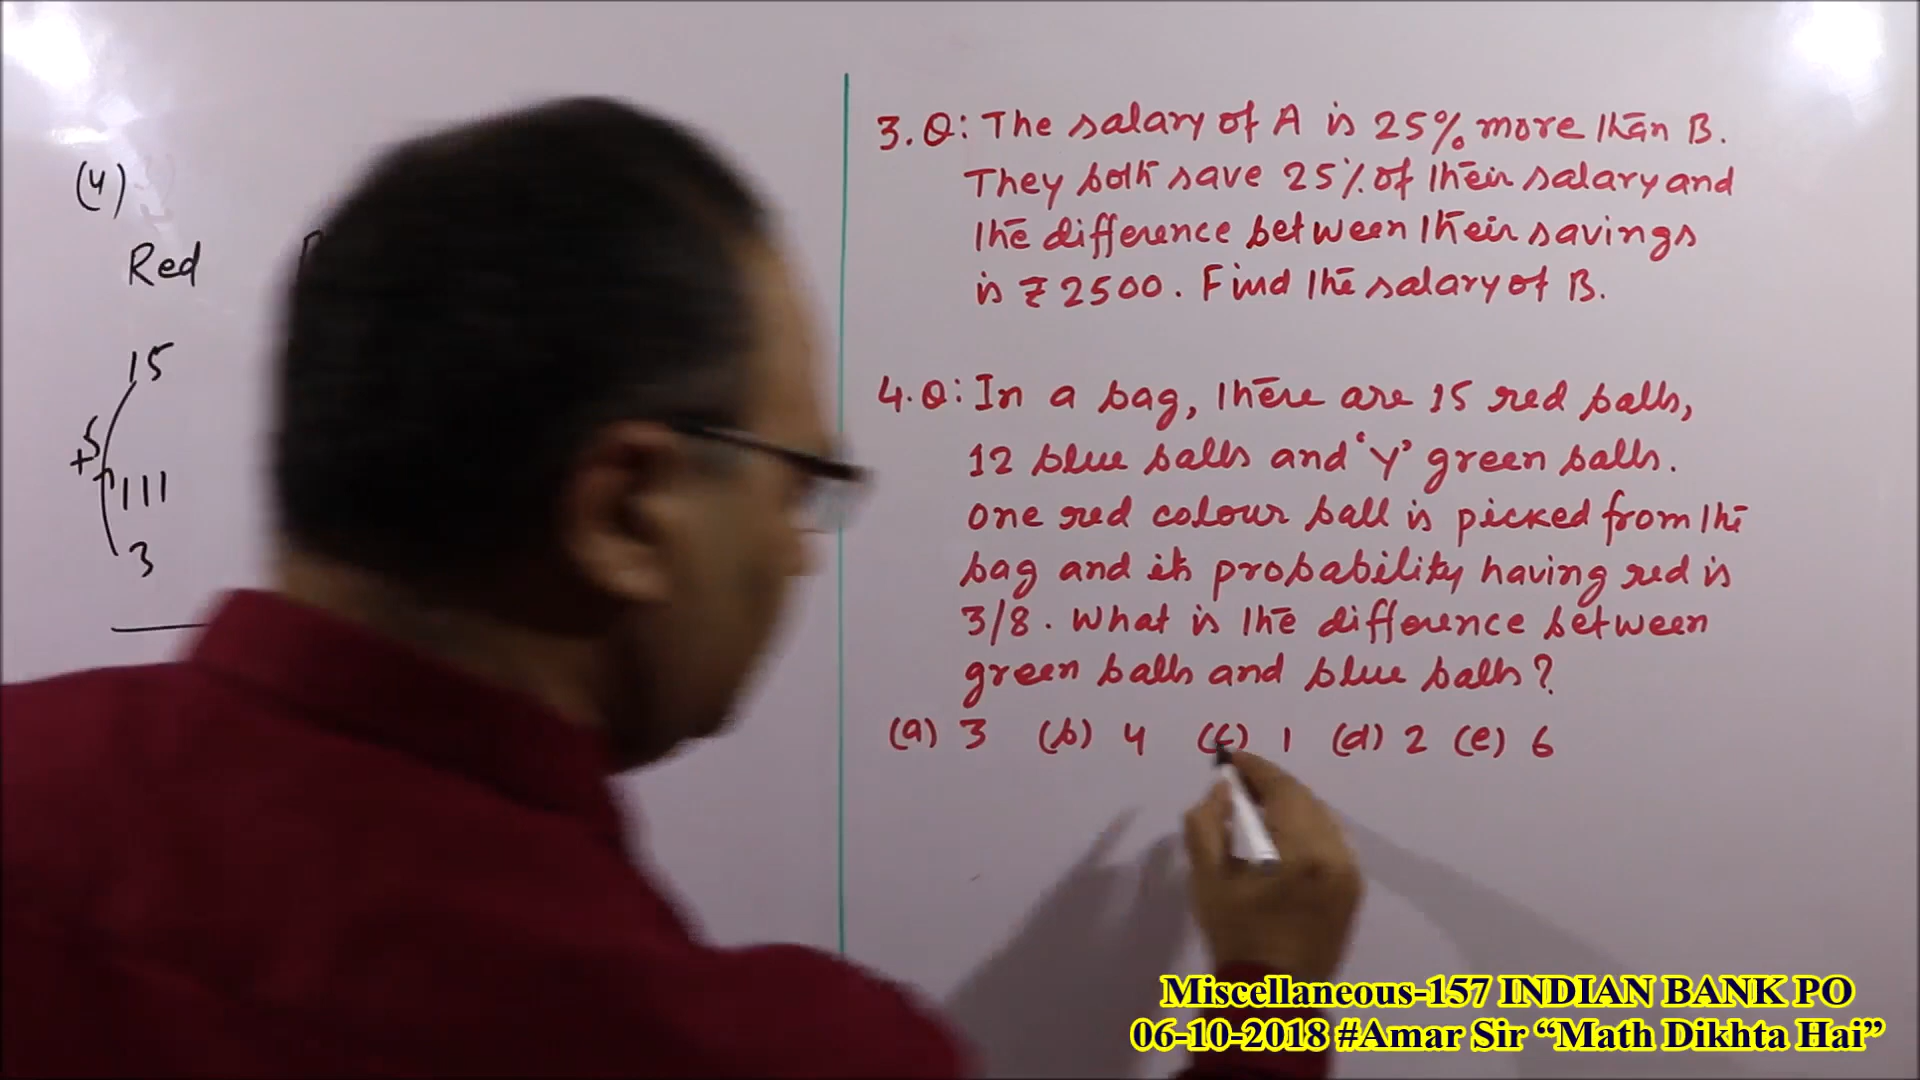 (4)
Red
15
+5
111
3
3.Q: The salary of A is 25% more than B.
They both save 25% of their salary and
the difference between their savings
is ₹2500. Find the salary of B.
4.Q: In a bag, there are 15 red balls,
12 blue balls and 'y' green balls.
One red colour ball is picked from the
bag and its probability having red is
3/8. What is the difference between
green balls and blue balls?
(a) 3 (b) 4 (c) 1 (d) 2 (e) 6
Miscellaneous-157 INDIAN BANK PO
06-10-2018 #Amar Sir “Math Dikhta Hai”